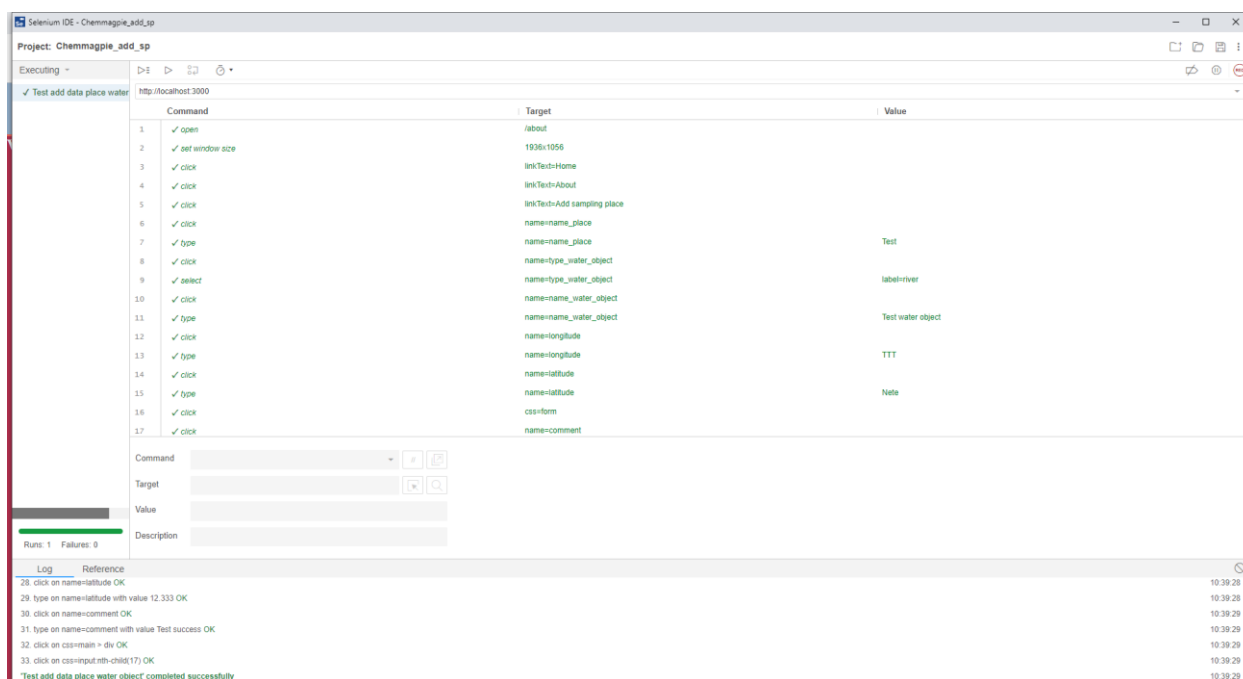 Selenium IDE - Chemmagpie_add_sp
Project: Chemmagpie_add_sp
Executing
http://localhost:3000
✓ Test add data place water
Command Target Value
1 ✓ open /about
2 ✓ set window size 1936x1056
3 ✓ click linkText=Home
4 ✓ click linkText=About
5 ✓ click linkText=Add sampling place
6 ✓ click name=name_place
7 ✓ type name=name_place Test
8 ✓ click name=type_water_object
9 ✓ select name=type_water_object label=river
10 ✓ click name=name_water_object
11 ✓ type name=name_water_object Test water object
12 ✓ click name=longitude
13 ✓ type name=longitude TTT
14 ✓ click name=latitude
15 ✓ type name=latitude Nete
16 ✓ click css=form
17 ✓ click name=comment
Command
//
Target
Value
Description
Runs: 1 Failures: 0
Log Reference
28. click on name=latitude OK 10:39:28
29. type on name=latitude with value 12.333 OK 10:39:28
30. click on name=comment OK 10:39:29
31. type on name=comment with value Test success OK 10:39:29
32. click on css=main > div OK 10:39:29
33. click on css=input:nth-child(17) OK 10:39:29
'Test add data place water object' completed successfully 10:39:29